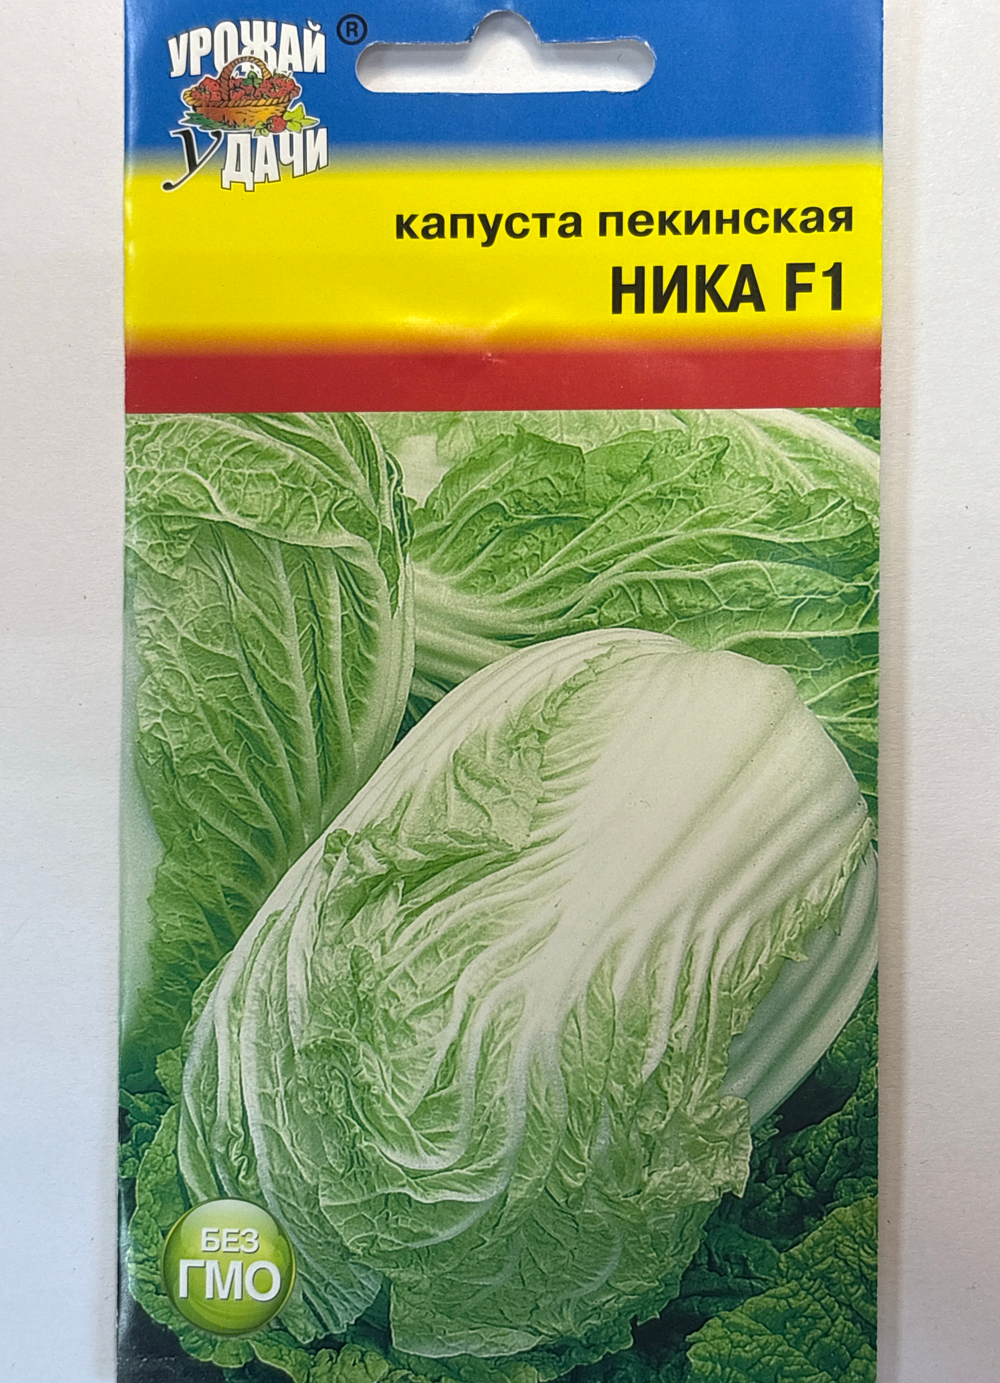 УРОЖАЙ ®
УДАЧИ
капуста пекинская
НИКА F1
БЕЗ
ГМО